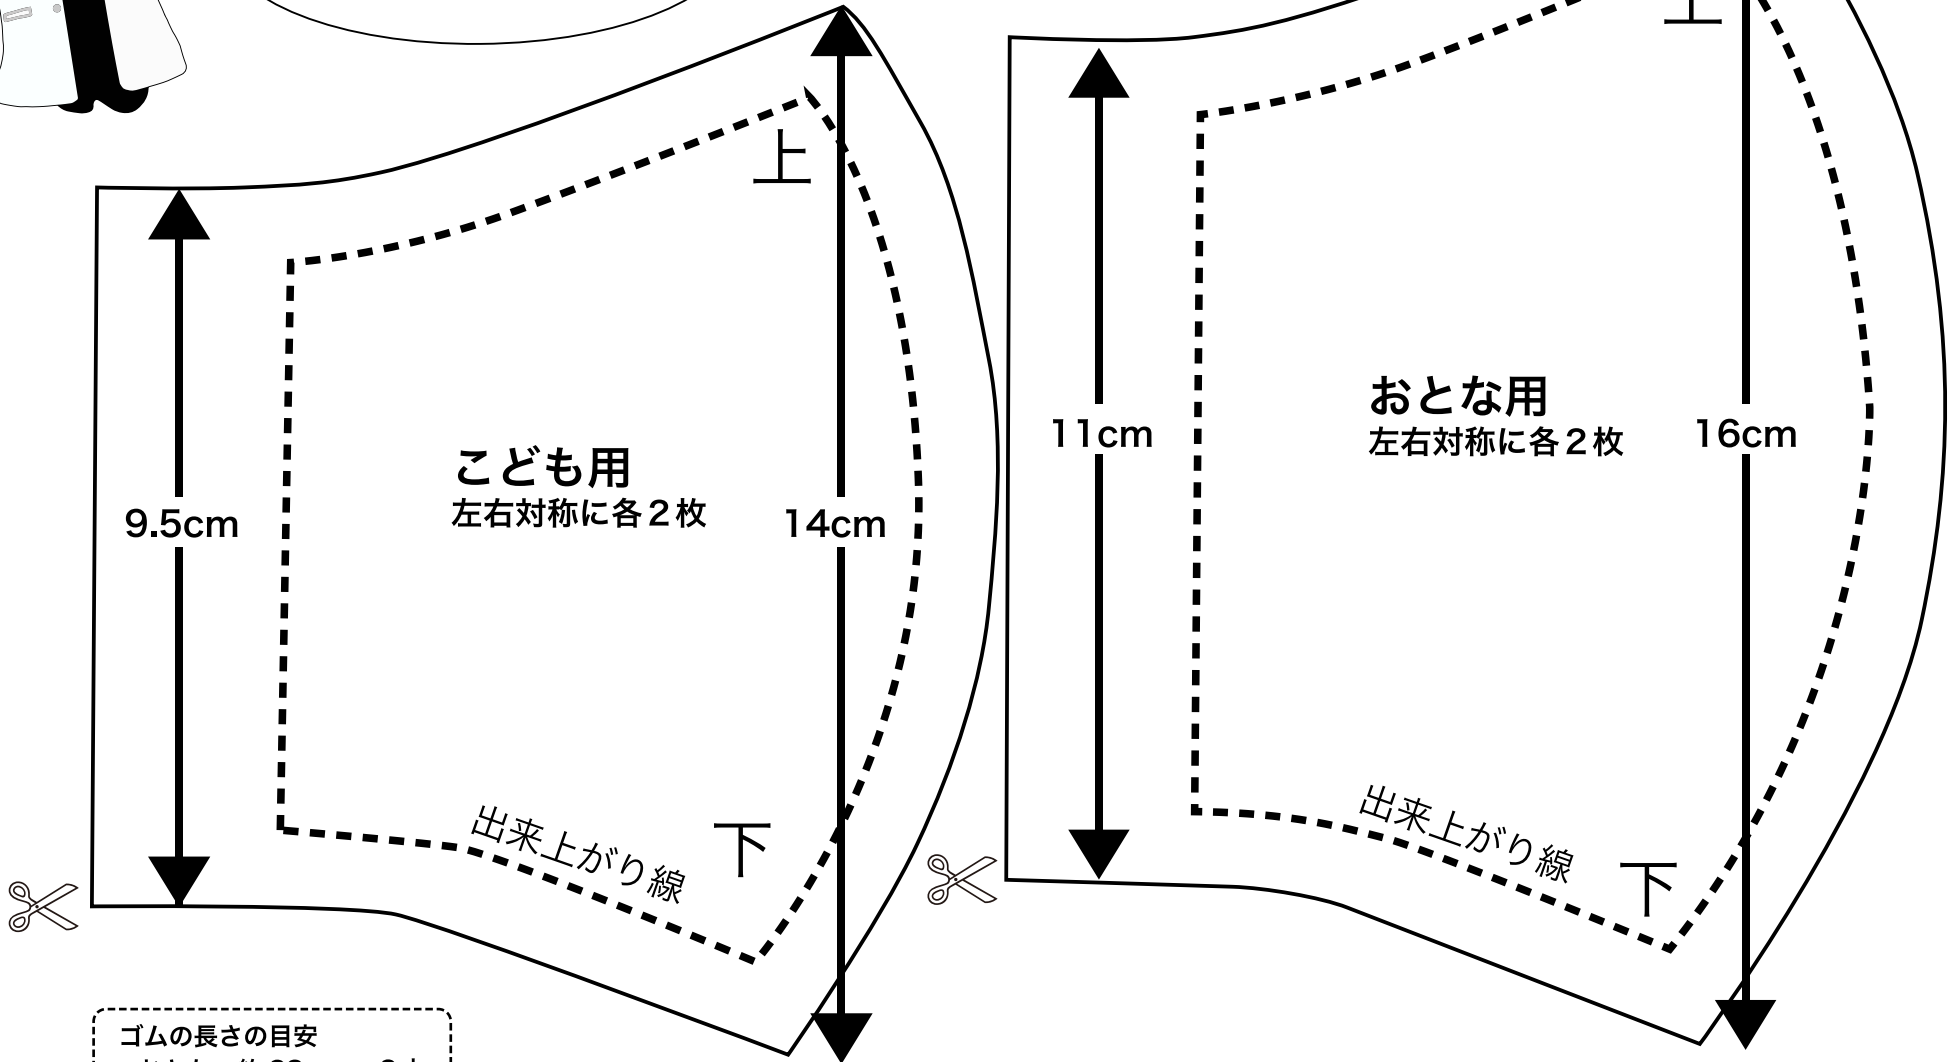 上
9.5cm
こども用
左右対称に各２枚
14cm
出来上がり線
下
ゴムの長さの目安
上
11cm
おとな用
左右対称に各２枚
16cm
出来上がり線
下